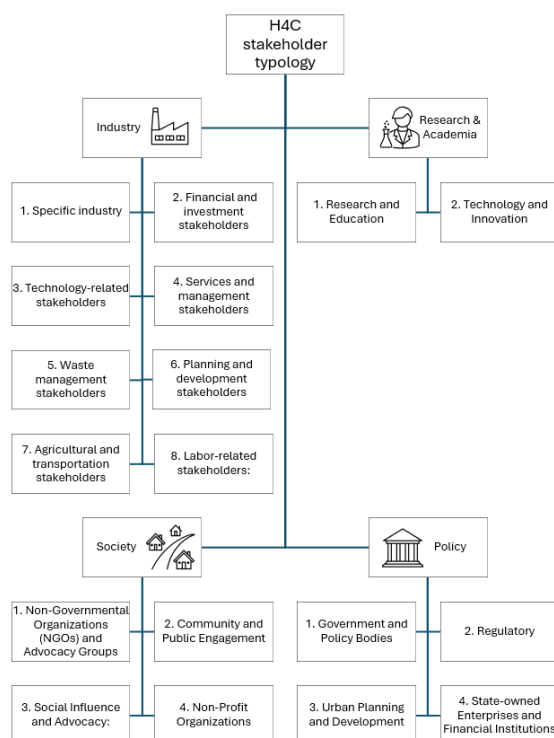 H4C
stakeholder
typology
Industry
Research &
Academia
1. Specific industry
2. Financial and
investment
stakeholders
1. Research and
Education
2. Technology and
Innovation
3. Technology-related
stakeholders
4. Services and
management
stakeholders
5. Waste
management
stakeholders
6. Planning and
development
stakeholders
7. Agricultural and
transportation
stakeholders
8. Labor-related
stakeholders:
Society
Policy
1. Non-Governmental
Organizations
(NGOs) and
Advocacy Groups
2. Community and
Public Engagement
1. Government and
Policy Bodies
2. Regulatory
3. Social Influence
and Advocacy:
4. Non-Profit
Organizations
3. Urban Planning
and Development
4. State-owned
Enterprises and
Financial Institutions